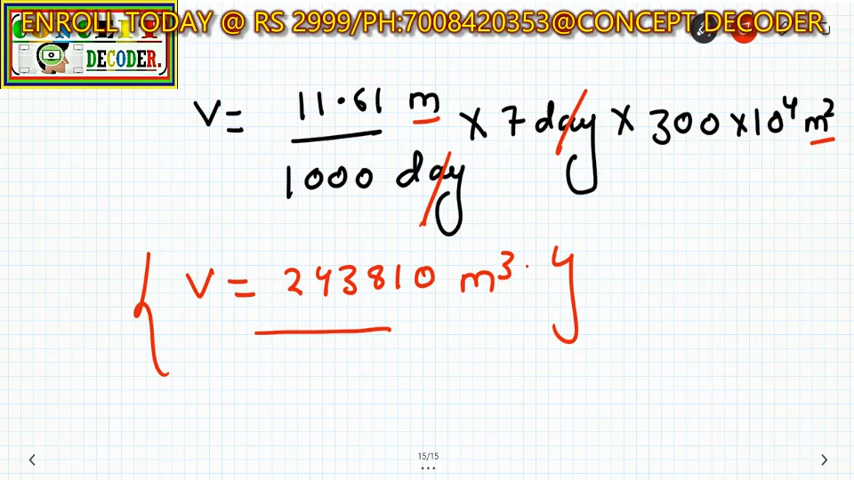 ENROLL TODAY @ RS 2999/PH:7008420353@CONCEPT DECODER
DECODER.
V = 11.61 m / 1000 day × 7 day × 300 × 10⁴ m²
{ V = 243810 m³. }
15/15